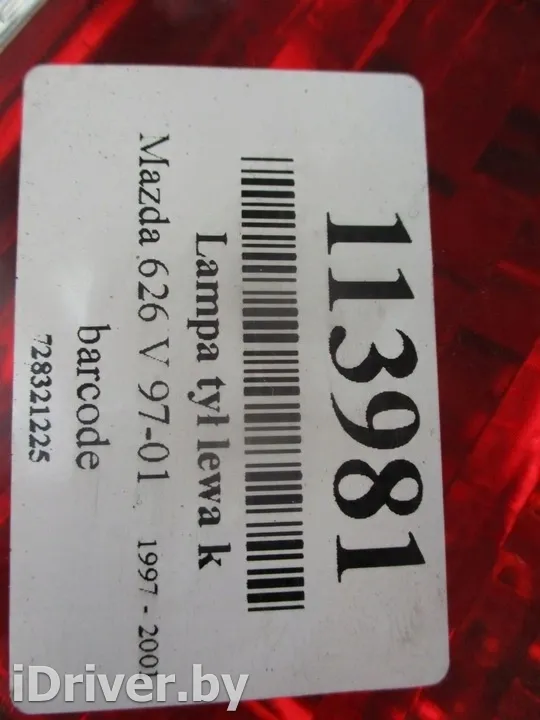 113981
Lampa tył lewa k
Mazda 626 V 97-01 1997 - 2001
barcode
728321225
iDriver.by